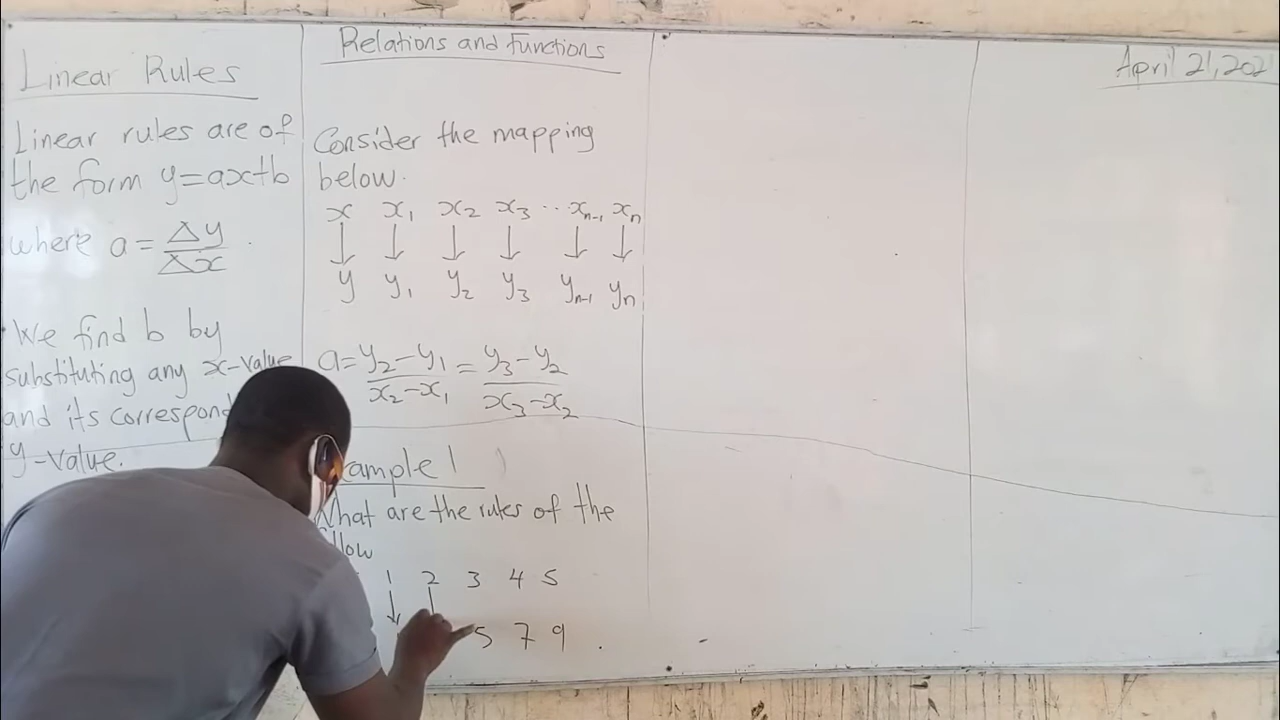 Linear Rules
Linear rules are of
the form y=ax+b
where a = Δy/Δx.
We find b by
substituting any x-value
and its correspond
y-value.
Relations and Functions
Consider the mapping
below.
x x₁ x₂ x₃ ... xₙ₋₁ xₙ
↓ ↓ ↓ ↓ ↓ ↓
y y₁ y₂ y₃ yₙ₋₁ yₙ
a = y₂-y₁/x₂-x₁ = y₃-y₂/x₃-x₂
ample 1
What are the rules of the
llow
1 2 3 4 5
↓
5 7 9 .
April 21, 202